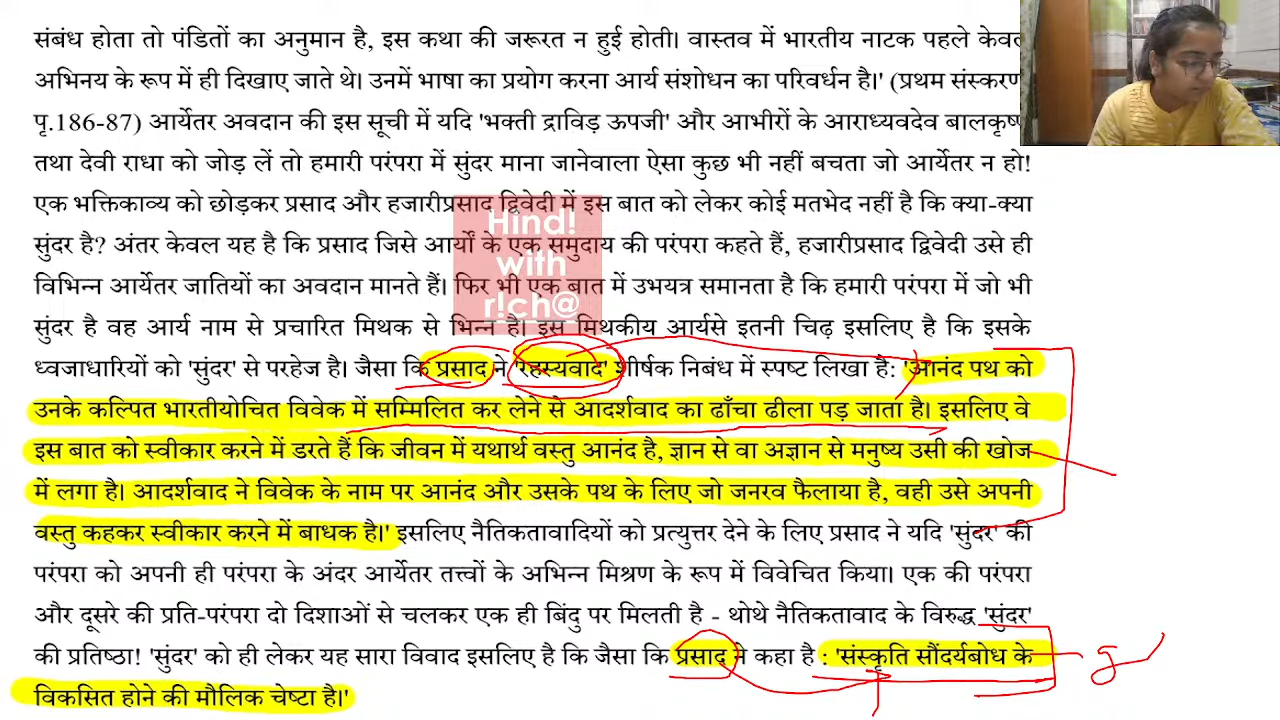 संबंध होता तो पंडितों का अनुमान है, इस कथा की जरूरत न हुई होती। वास्तव में भारतीय नाटक पहले केवल
अभिनय के रूप में ही दिखाए जाते थे। उनमें भाषा का प्रयोग करना आर्य संशोधन का परिवर्धन है।' (प्रथम संस्करण
पृ.186-87) आर्येतर अवदान की इस सूची में यदि 'भक्ती द्राविड़ ऊपजी' और आभीरों के आराध्यवदेव बालकृष्ण
तथा देवी राधा को जोड़ लें तो हमारी परंपरा में सुंदर माना जानेवाला ऐसा कुछ भी नहीं बचता जो आर्येतर न हो!
एक भक्तिकाव्य को छोड़कर प्रसाद और हजारीप्रसाद द्विवेदी में इस बात को लेकर कोई मतभेद नहीं है कि क्या-क्या
सुंदर है? अंतर केवल यह है कि प्रसाद जिसे आर्यों के एक समुदाय की परंपरा कहते हैं, हजारीप्रसाद द्विवेदी उसे ही
विभिन्न आर्येतर जातियों का अवदान मानते हैं। फिर भी एक बात में उभयत्र समानता है कि हमारी परंपरा में जो भी
सुंदर है वह आर्य नाम से प्रचारित मिथक से भिन्न है। इस मिथकीय आर्यसे इतनी चिढ़ इसलिए है कि इसके
ध्वजाधारियों को 'सुंदर' से परहेज है। जैसा कि प्रसाद ने 'रहस्यवाद' शीर्षक निबंध में स्पष्ट लिखा है: 'आनंद पथ को
उनके कल्पित भारतीयोचित विवेक में सम्मिलित कर लेने से आदर्शवाद का ढाँचा ढीला पड़ जाता है। इसलिए वे
इस बात को स्वीकार करने में डरते हैं कि जीवन में यथार्थ वस्तु आनंद है, ज्ञान से वा अज्ञान से मनुष्य उसी की खोज
में लगा है। आदर्शवाद ने विवेक के नाम पर आनंद और उसके पथ के लिए जो जनरव फैलाया है, वही उसे अपनी
वस्तु कहकर स्वीकार करने में बाधक है।' इसलिए नैतिकतावादियों को प्रत्युत्तर देने के लिए प्रसाद ने यदि 'सुंदर' की
परंपरा को अपनी ही परंपरा के अंदर आर्येतर तत्त्वों के अभिन्न मिश्रण के रूप में विवेचित किया। एक की परंपरा
और दूसरे की प्रति-परंपरा दो दिशाओं से चलकर एक ही बिंदु पर मिलती है - थोथे नैतिकतावाद के विरुद्ध 'सुंदर'
की प्रतिष्ठा! 'सुंदर' को ही लेकर यह सारा विवाद इसलिए है कि जैसा कि प्रसाद ने कहा है : 'संस्कृति सौंदर्यबोध के
विकसित होने की मौलिक चेष्टा है।'
Hind!
with
r!ch@